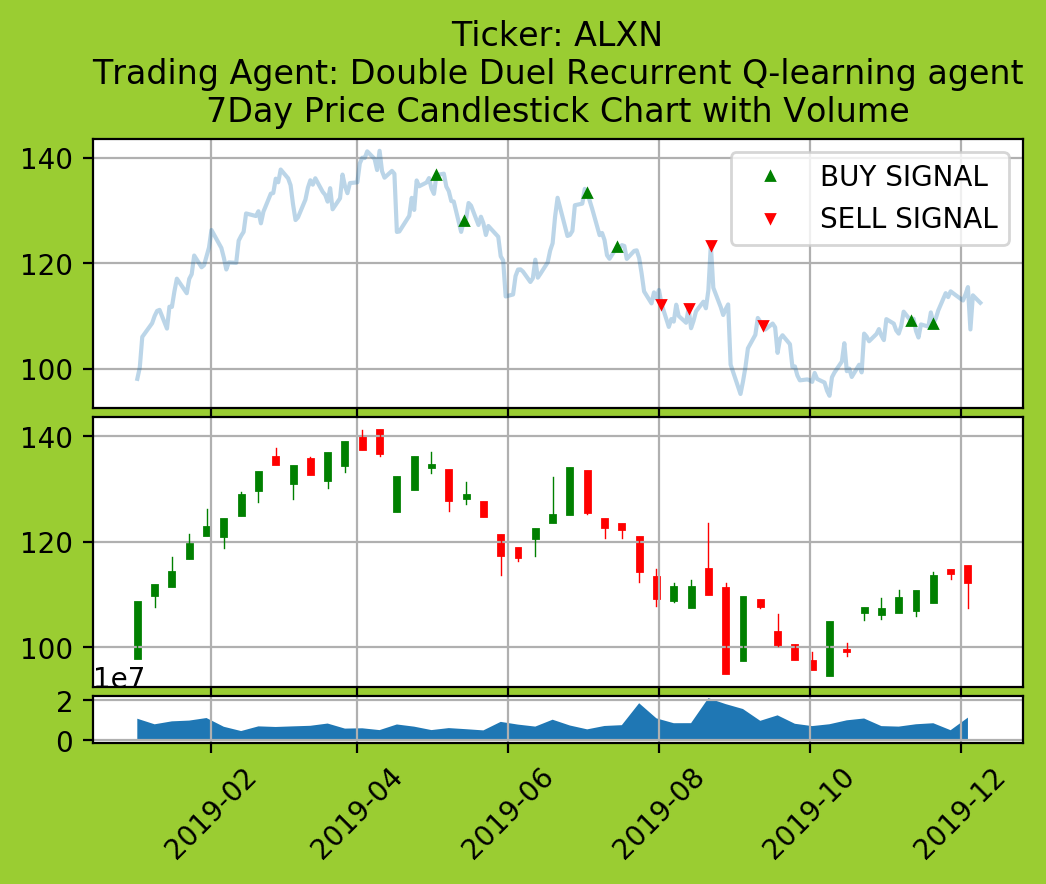 Ticker: ALXN
Trading Agent: Double Duel Recurrent Q-learning agent
7Day Price Candlestick Chart with Volume
140
120
100
BUY SIGNAL
SELL SIGNAL
140
120
100
1e7
2
0
2019-02
2019-04
2019-06
2019-08
2019-10
2019-12